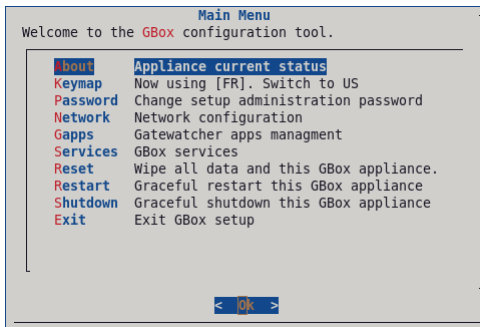 Main Menu
Welcome to the GBox configuration tool.
About Appliance current status
Keymap Now using [FR]. Switch to US
Password Change setup administration password
Network Network configuration
Gapps Gatewatcher apps managment
Services GBox services
Reset Wipe all data and this GBox appliance.
Restart Graceful restart this GBox appliance
Shutdown Graceful shutdown this GBox appliance
Exit Exit GBox setup
< Ok >